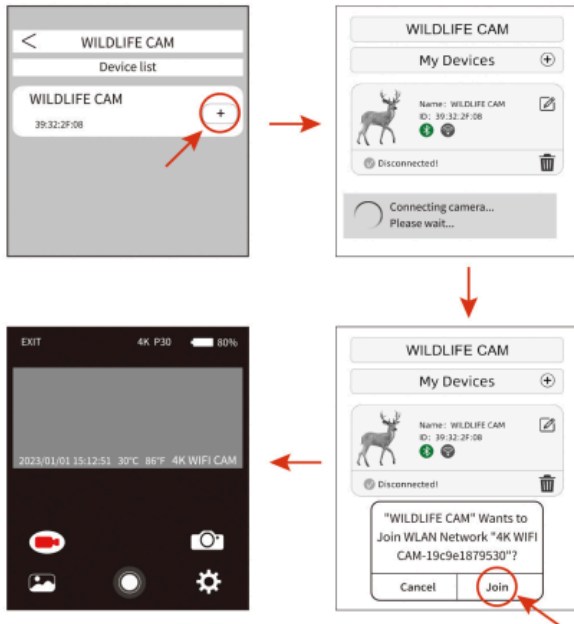 WILDLIFE CAM
Device list
WILDLIFE CAM
39:32:2F:08
+
WILDLIFE CAM
My Devices
Name: WILDLIFE CAM
ID: 39:32:2F:08
Disconnected!
Connecting camera...
Please wait...
WILDLIFE CAM
My Devices
Name: WILDLIFE CAM
ID: 39:32:2F:08
Disconnected!
"WILDLIFE CAM" Wants to
Join WLAN Network "4K WIFI
CAM-19c9e1879530"?
Cancel Join
EXIT 4K P30 80%
2023/01/01 15:12:51 30°C 86°F 4K WIFI CAM